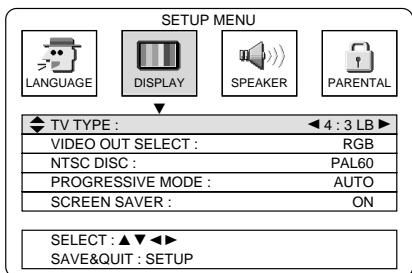 SETUP MENU
LANGUAGE DISPLAY SPEAKER PARENTAL
TV TYPE : 4 : 3 LB
VIDEO OUT SELECT : RGB
NTSC DISC : PAL60
PROGRESSIVE MODE : AUTO
SCREEN SAVER : ON
SELECT : ▲ ▼ ◄ ►
SAVE&QUIT : SETUP